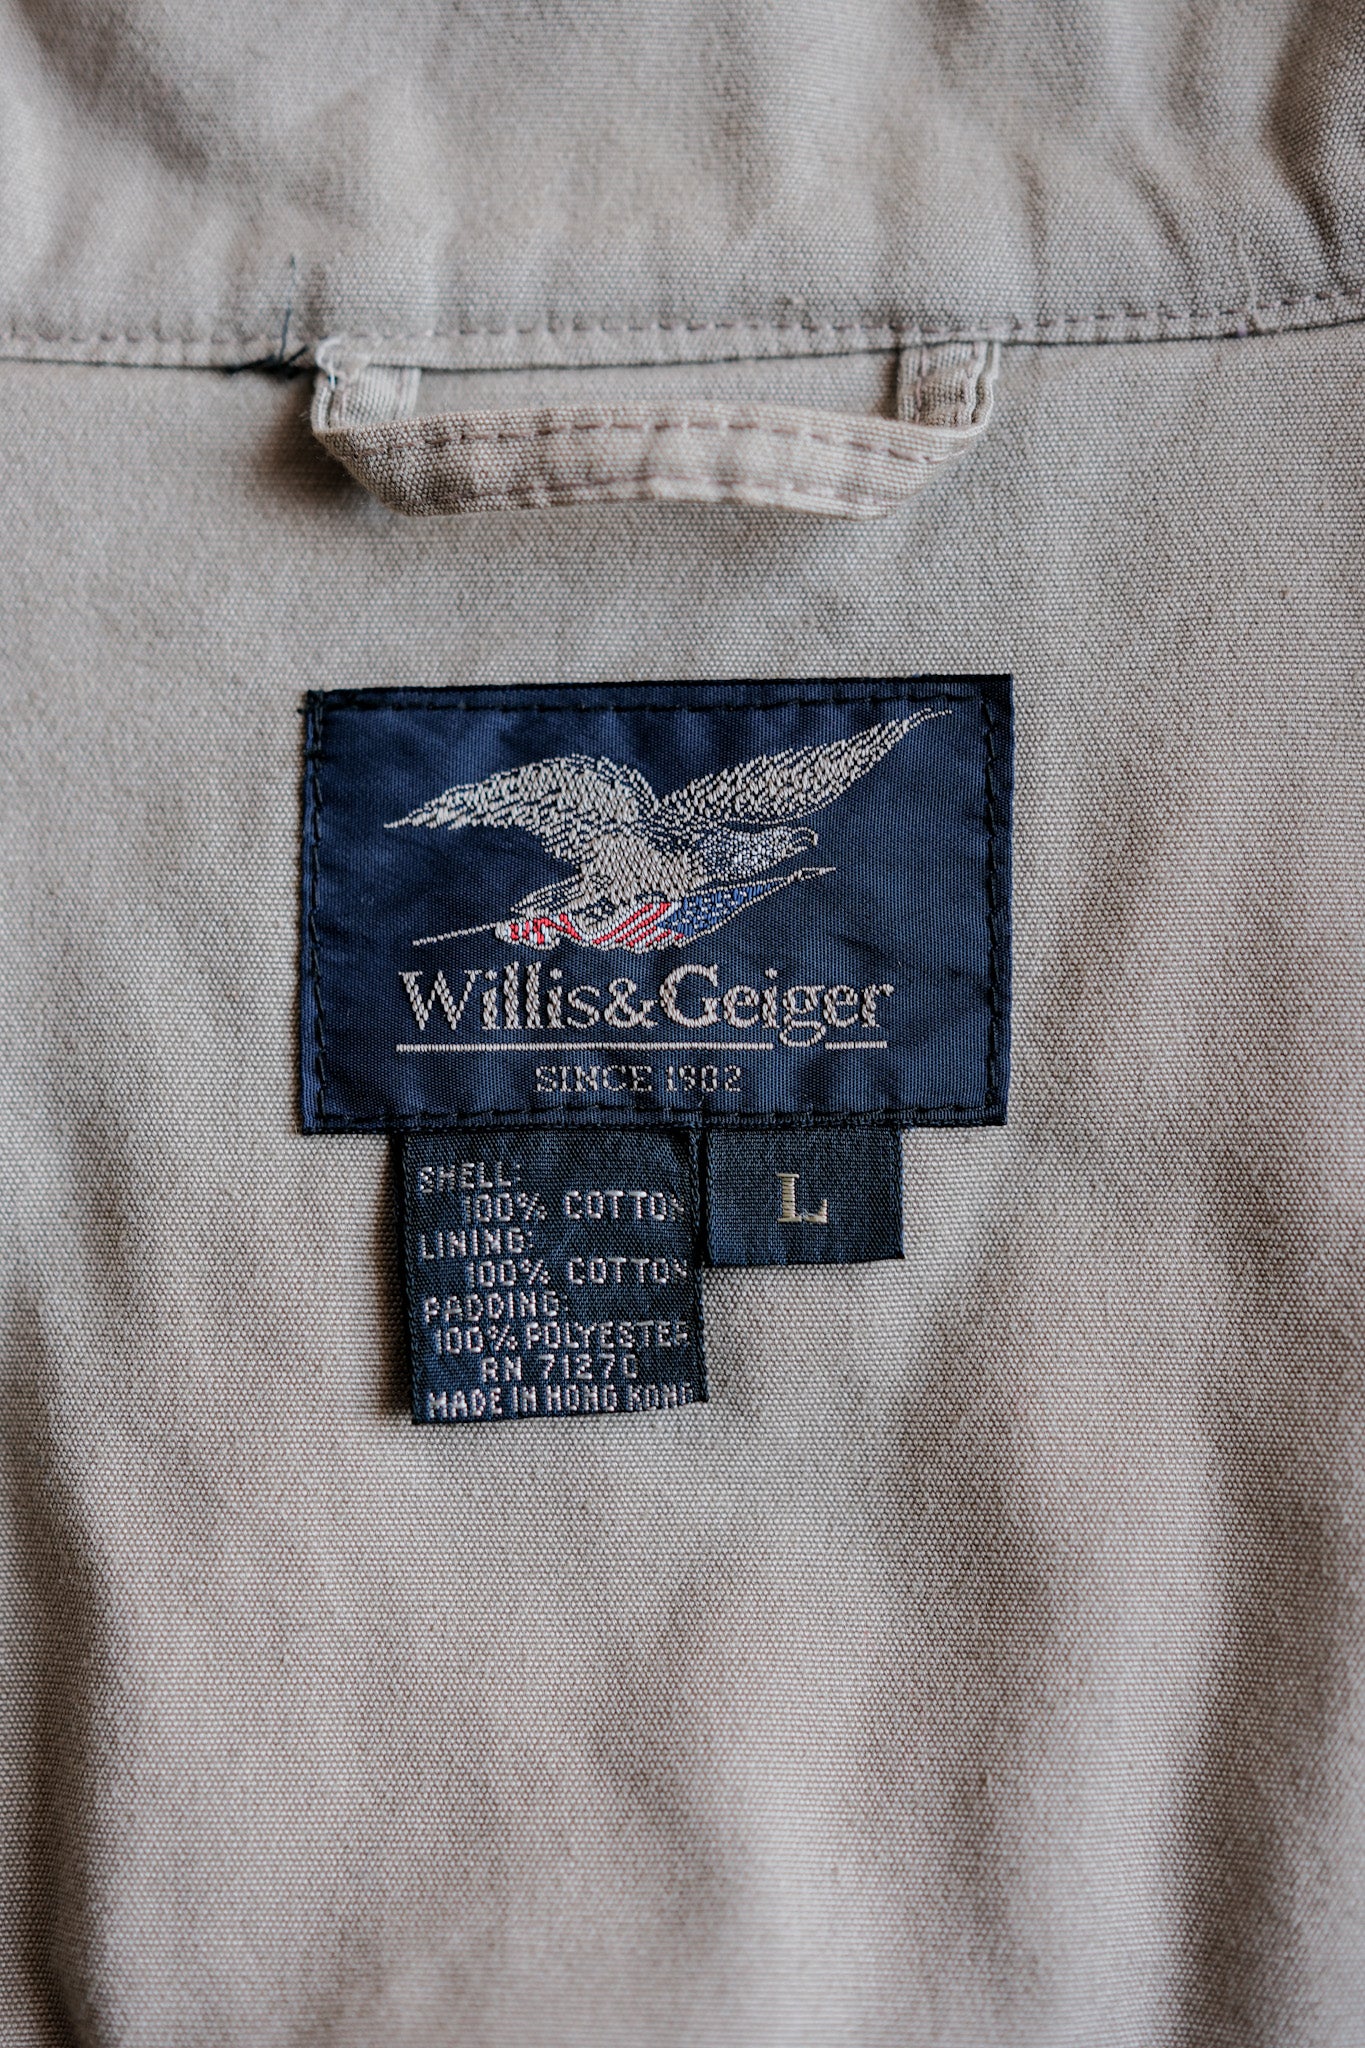 Willis&Geiger
SINCE 1902
SHELL:
100% COTTON
LINING:
100% COTTON
PADDING:
100% POLYESTER
RN 71270
MADE IN HONG KONG
L